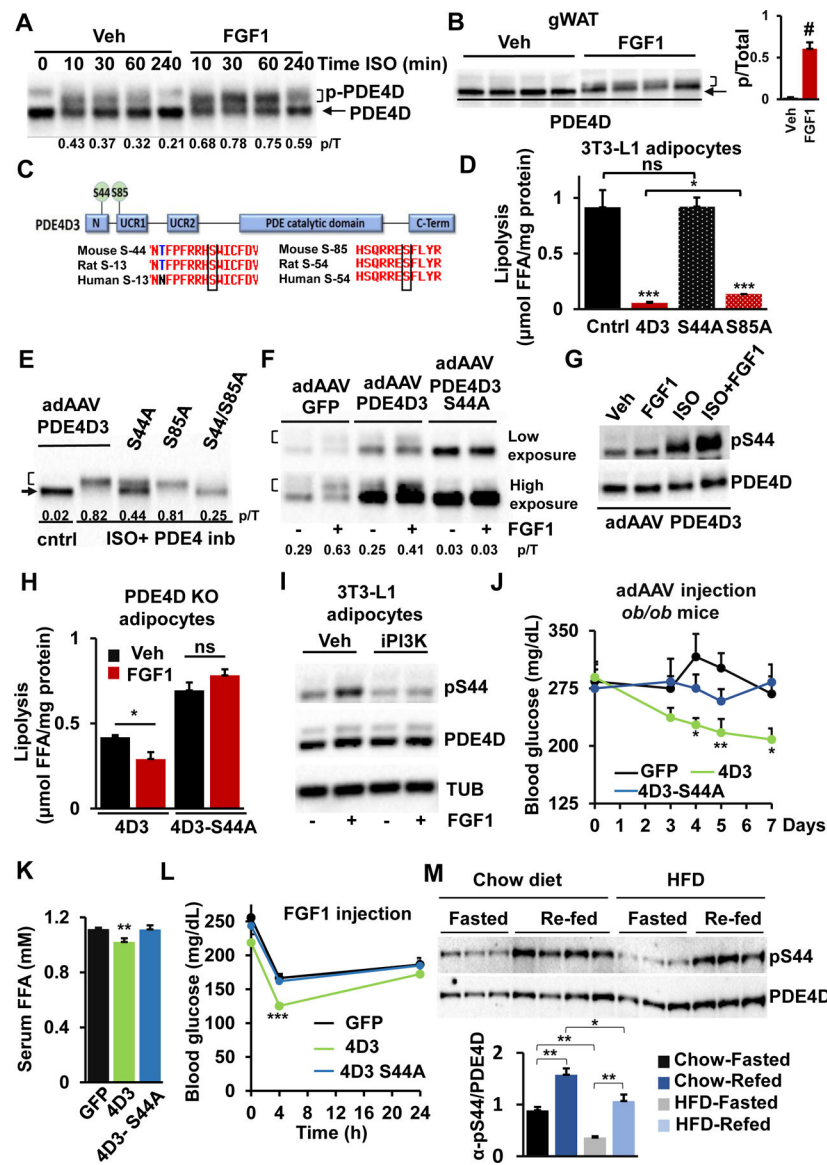 A
Veh
FGF1
0 10 30 60 240 10 30 60 240 Time ISO (min)
p-PDE4D
PDE4D
0.43 0.37 0.32 0.21 0.68 0.78 0.75 0.59 p/T
B
gWAT
Veh
FGF1
PDE4D
p/Total
1
0.5
0
#
Veh
FGF1
C
S44 S85
PDE4D3
N UCR1 UCR2 PDE catalytic domain C-Term
Mouse S-44
Rat S-13
Human S-13
NTFPFRRHSWICFDV
NTFPFRRHSWICFDV
NNFPFRRHSWICFDV
Mouse S-85 HSQRRESFLYR
Rat S-54 HSQRRESFLYR
Human S-54 HSQRRESFLYR
D
3T3-L1 adipocytes
ns
*
Lipolysis
(µmol FFA/mg protein)
1
0.5
0
***
***
Cntrl 4D3 S44A S85A
E
adAAV
PDE4D3
S44A
S85A
S44/S85A
0.02 0.82 0.44 0.81 0.25 p/T
cntrl ISO+ PDE4 inb
F
adAAV
GFP
adAAV
PDE4D3
adAAV
PDE4D3
S44A
Low
exposure
High
exposure
- + - + - + FGF1
0.29 0.63 0.25 0.41 0.03 0.03 p/T
G
Veh
FGF1
ISO
ISO+FGF1
pS44
PDE4D
adAAV PDE4D3
H
PDE4D KO
adipocytes
Veh
FGF1
ns
*
Lipolysis
(µmol FFA/mg protein)
1
0.5
0
4D3 4D3-S44A
I
3T3-L1
adipocytes
Veh iPI3K
pS44
PDE4D
TUB
- + - + FGF1
J
adAAV injection
ob/ob mice
Blood glucose (mg/dL)
350
275
200
125
* ** *
GFP 4D3
4D3-S44A
0 1 2 3 4 5 6 7 Days
K
Serum FFA (mM)
1.2
0.8
0.4
0
**
GFP
4D3
4D3- S44A
L
FGF1 injection
Blood glucose (mg/dL)
250
200
150
100
50
0
***
GFP
4D3
4D3 S44A
0 4 8 12 16 20 24
Time (h)
M
Chow diet HFD
Fasted Re-fed Fasted Re-fed
pS44
PDE4D
α-pS44/PDE4D
2
1
0
**
**
*
**
Chow-Fasted
Chow-Refed
HFD-Fasted
HFD-Refed